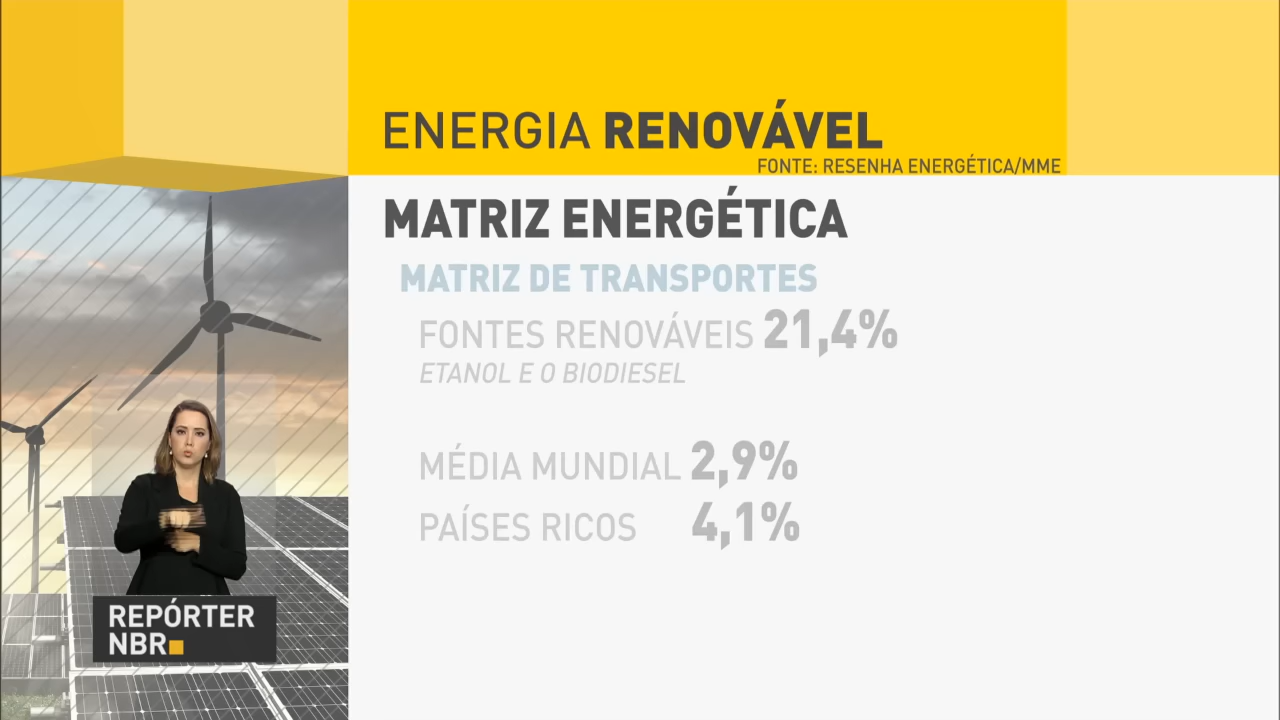 ENERGIA RENOVÁVEL
FONTE: RESENHA ENERGÉTICA/MME
MATRIZ ENERGÉTICA
MATRIZ DE TRANSPORTES
FONTES RENOVÁVEIS 21,4%
ETANOL E O BIODIESEL
MÉDIA MUNDIAL 2,9%
PAÍSES RICOS 4,1%
REPÓRTER
NBR